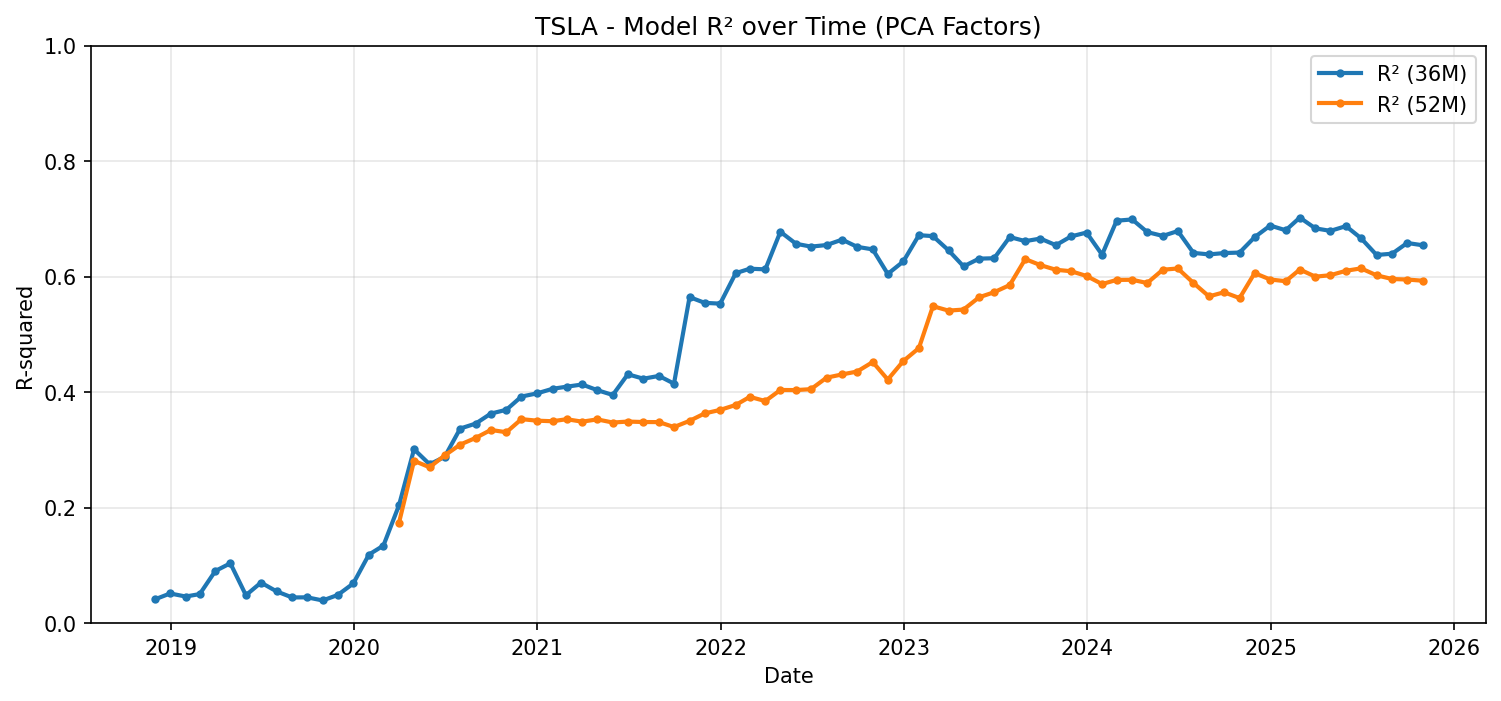 TSLA - Model R² over Time (PCA Factors)
R² (36M)
R² (52M)
1.0
0.8
0.6
0.4
0.2
0.0
R-squared
2019 2020 2021 2022 2023 2024 2025 2026
Date